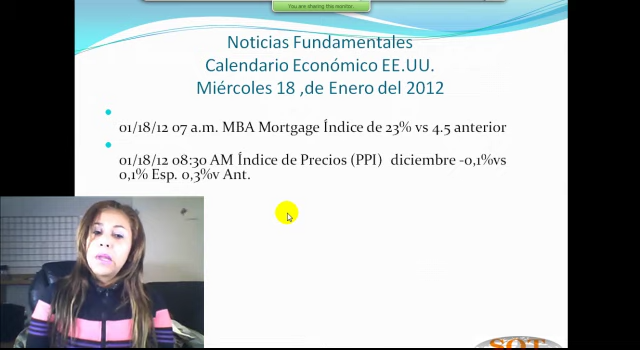 You are sharing this monitor.
Noticias Fundamentales
Calendario Económico EE.UU.
Miércoles 18 ,de Enero del 2012
01/18/12 07 a.m. MBA Mortgage Índice de 23% vs 4.5 anterior
01/18/12 08:30 AM Índice de Precios (PPI) diciembre -0,1%vs
0,1% Esp. 0,3%v Ant.